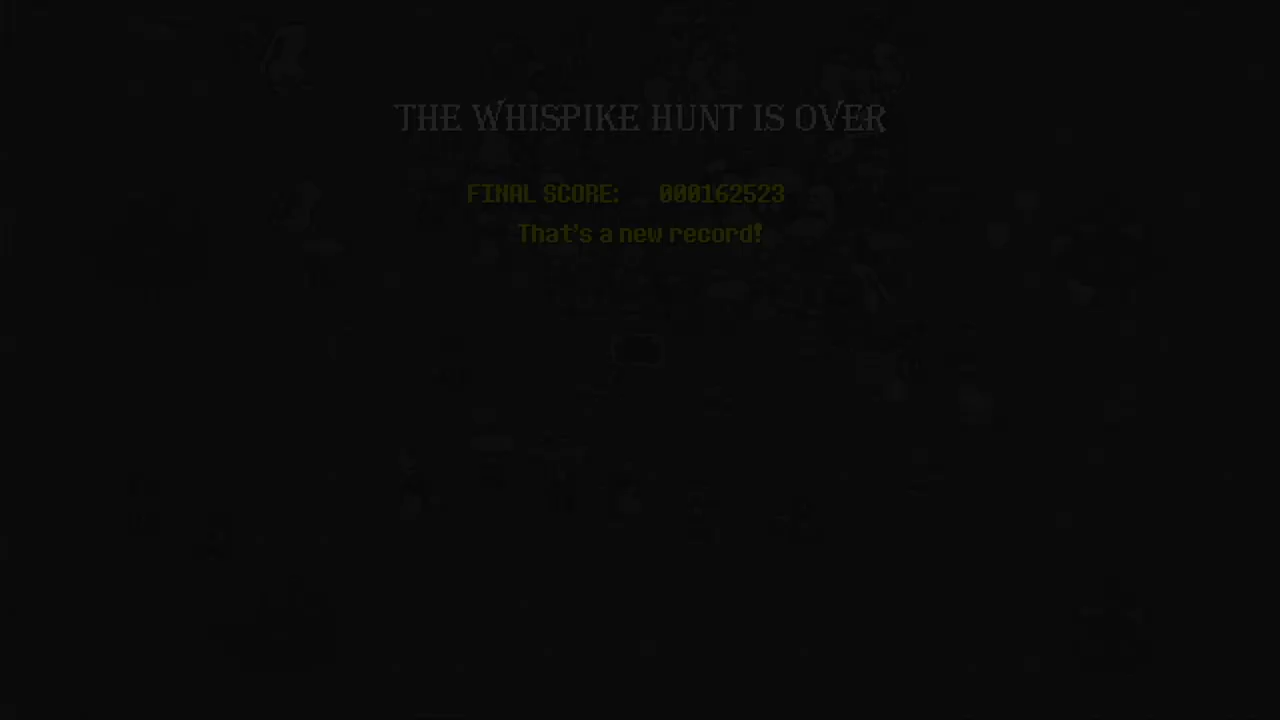 THE WHISPIKE HUNT IS OVER
FINAL SCORE: 000162523
That's a new record!